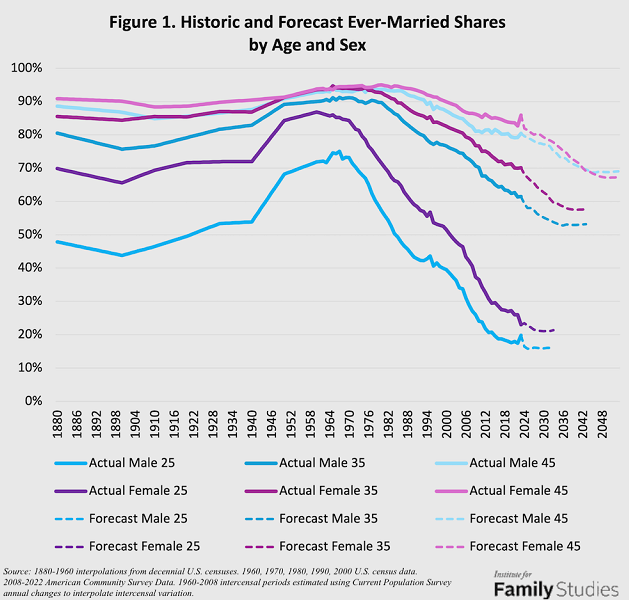 Figure 1. Historic and Forecast Ever-Married Shares
by Age and Sex
100%
90%
80%
70%
60%
50%
40%
30%
20%
10%
0%
1880 1886 1892 1898 1904 1910 1916 1922 1928 1934 1940 1946 1952 1958 1964 1970 1976 1982 1988 1994 2000 2006 2012 2018 2024 2030 2036 2042 2048
Actual Male 25 Actual Male 35 Actual Male 45
Actual Female 25 Actual Female 35 Actual Female 45
Forecast Male 25 Forecast Male 35 Forecast Male 45
Forecast Female 25 Forecast Female 35 Forecast Female 45
Source: 1880-1960 interpolations from decennial U.S. censuses. 1960, 1970, 1980, 1990, 2000 U.S. census data.
2008-2022 American Community Survey Data. 1960-2008 intercensal periods estimated using Current Population Survey
annual changes to interpolate intercensal variation.
Institute for
Family Studies